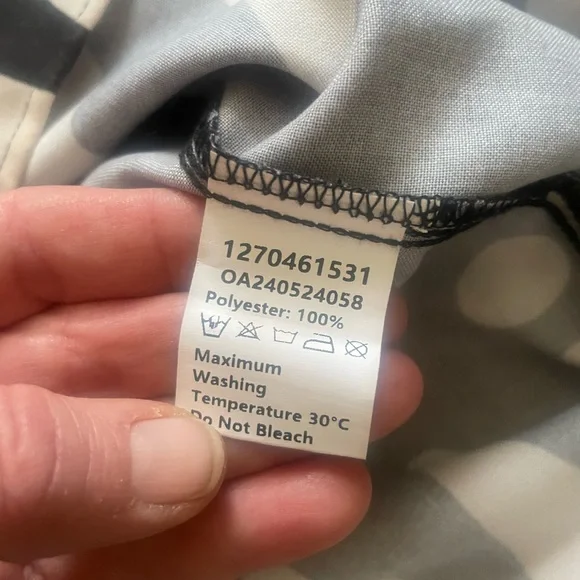 1270461531
OA240524058
Polyester: 100%
Maximum
Washing
Temperature 30°C
Do Not Bleach